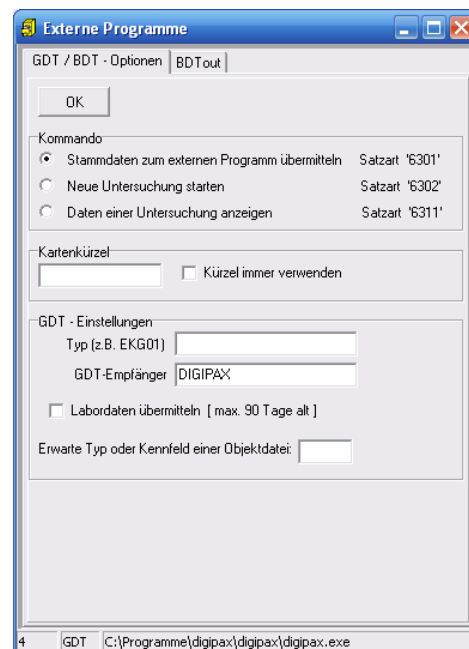 Externe Programme
GDT / BDT - Optionen BDTout
OK
Kommando
Stammdaten zum externen Programm übermitteln Satzart '6301'
Neue Untersuchung starten Satzart '6302'
Daten einer Untersuchung anzeigen Satzart '6311'
Kartenkürzel
Kürzel immer verwenden
GDT - Einstellungen
Typ (z.B. EKG01)
GDT-Empfänger DIGIPAX
Labordaten übermitteln [ max. 90 Tage alt ]
Erwarte Typ oder Kennfeld einer Objektdatei:
4 GDT C:\Programme\digipax\digipax\digipax.exe